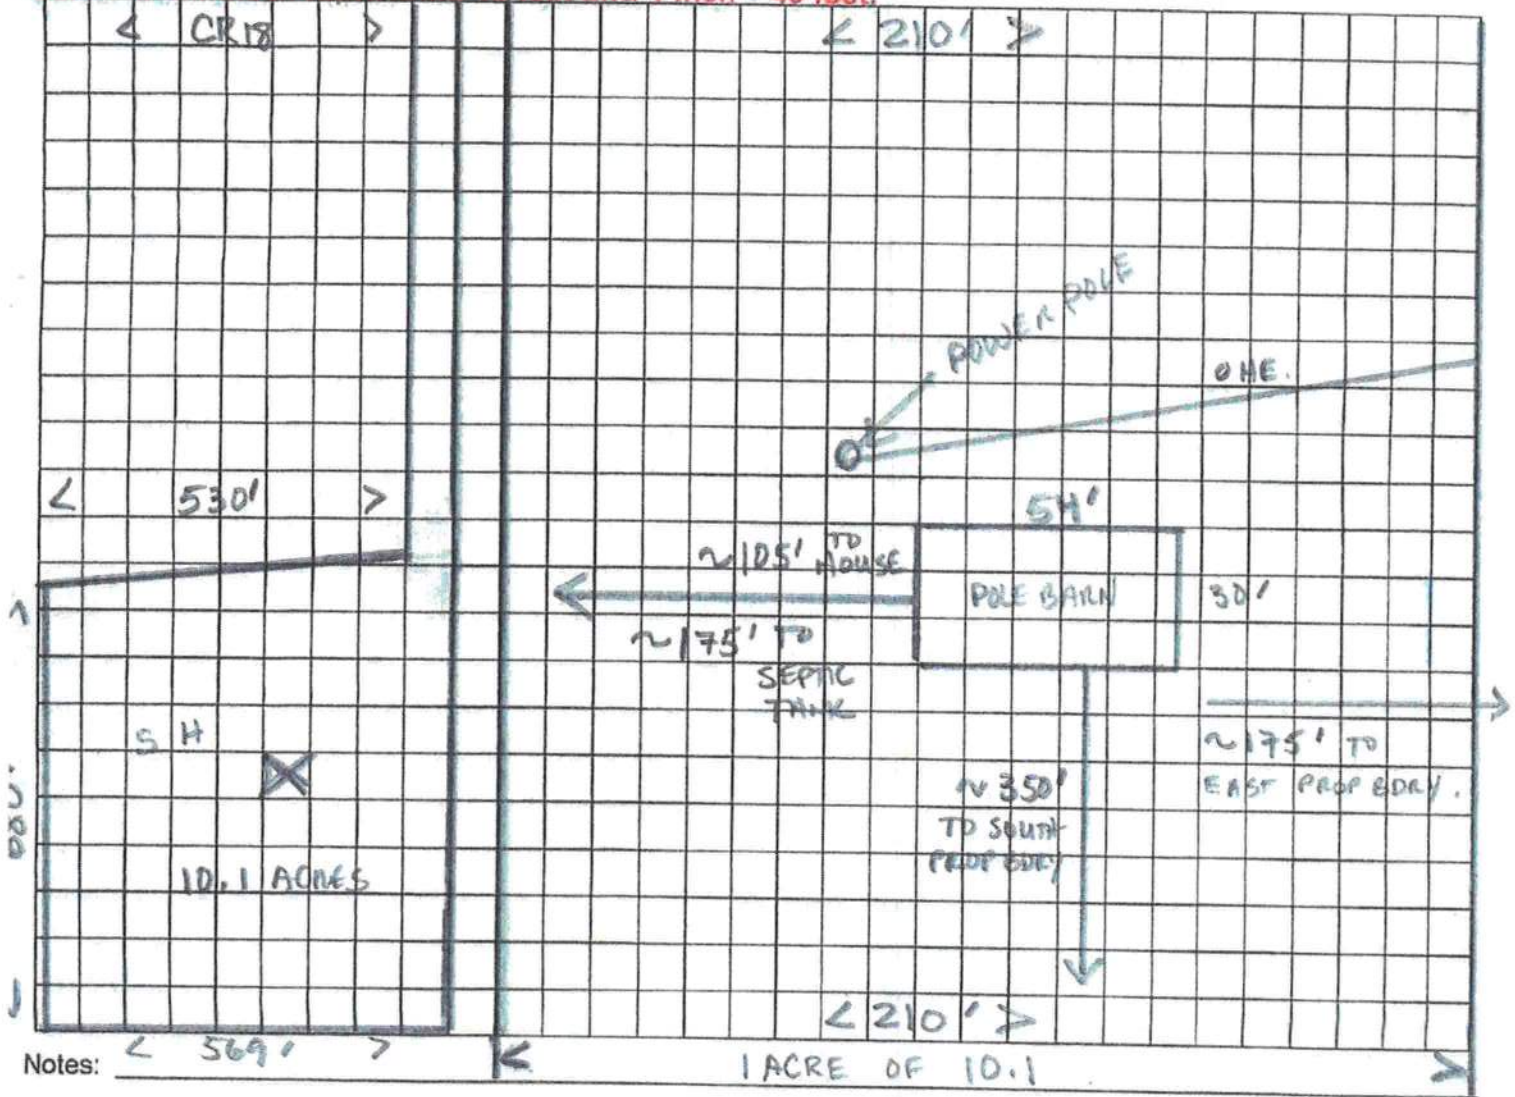 < CR18 >
< 210' >
POWER POLE
OHE.
< 530' >
54'
~105' TO HOUSE
POLE BARN
30'
~175' TO
SEPTIC
TANK
S H
~175' TO
EAST PROP BDRY.
~350'
TO SOUTH
PROP BDRY
10.1 ACRES
< 210' >
< 569' >
Notes:
1 ACRE OF 10.1